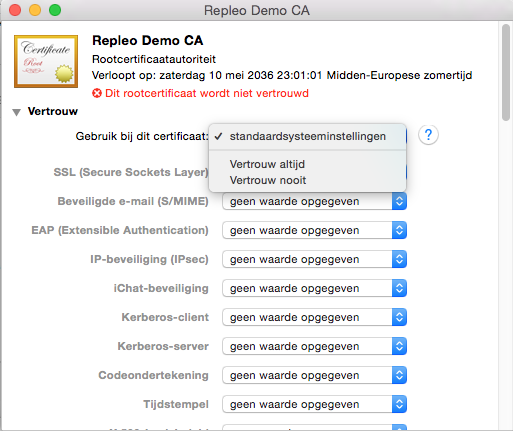 Repleo Demo CA
Certificate
Root
Repleo Demo CA
Rootcertificaatautoriteit
Verloopt op: zaterdag 10 mei 2036 23:01:01 Midden-Europese zomertijd
Dit rootcertificaat wordt niet vertrouwd
Vertrouw
Gebruik bij dit certificaat: ✓ standaardsysteeminstellingen ?
Vertrouw altijd
SSL (Secure Sockets Layer)
Vertrouw nooit
Beveiligde e-mail (S/MIME) geen waarde opgegeven
EAP (Extensible Authentication) geen waarde opgegeven
IP-beveiliging (IPsec) geen waarde opgegeven
iChat-beveiliging geen waarde opgegeven
Kerberos-client geen waarde opgegeven
Kerberos-server geen waarde opgegeven
Codeondertekening geen waarde opgegeven
Tijdstempel geen waarde opgegeven